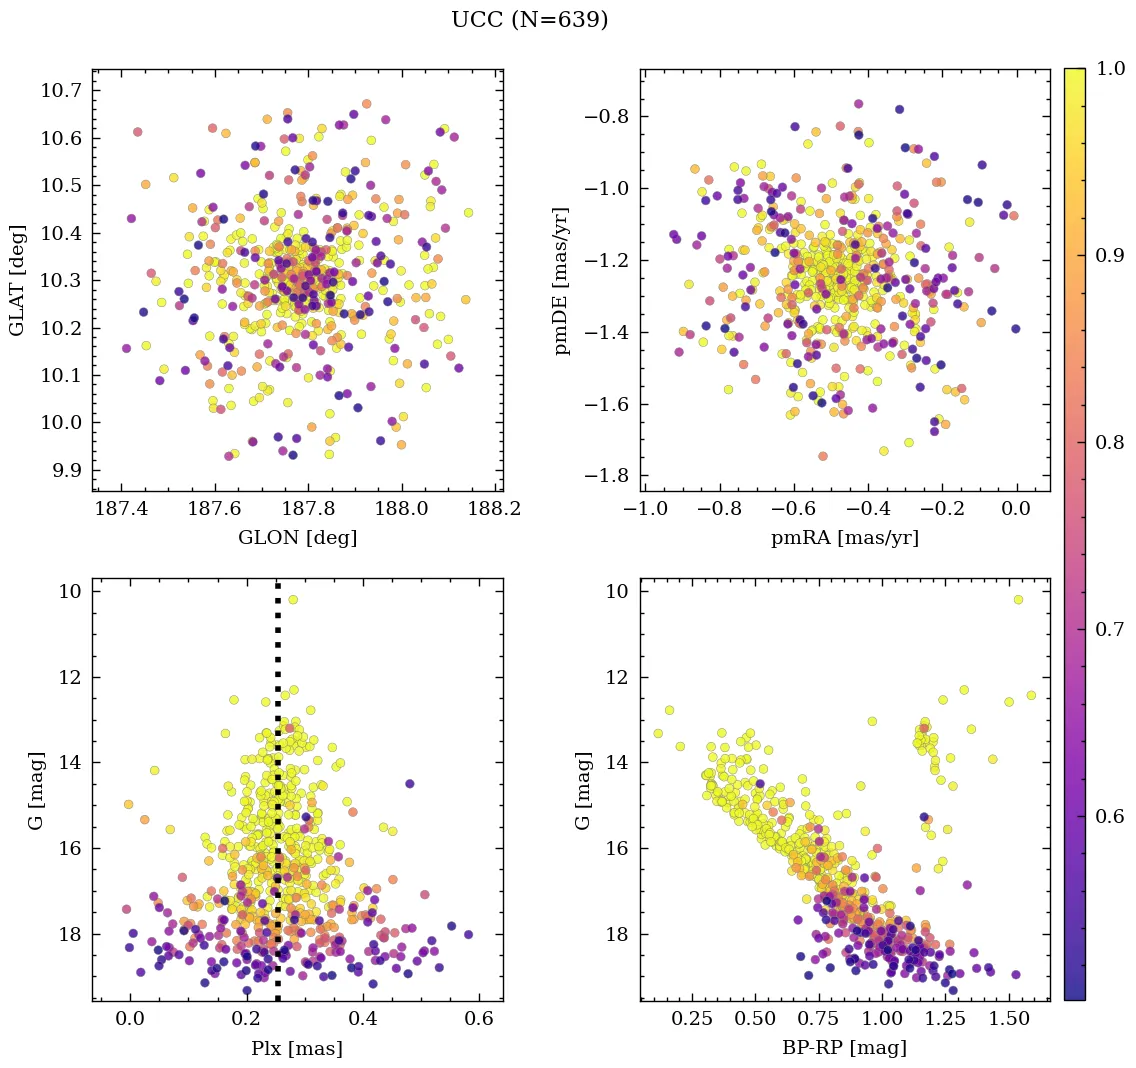 UCC (N=639)
10.7
10.6
10.5
10.4
10.3
10.2
10.1
10.0
9.9
GLAT [deg]
187.4 187.6 187.8 188.0 188.2
GLON [deg]
−0.8
−1.0
−1.2
−1.4
−1.6
−1.8
pmDE [mas/yr]
−1.0 −0.8 −0.6 −0.4 −0.2 0.0
pmRA [mas/yr]
10
12
14
16
18
G [mag]
0.0 0.2 0.4 0.6
Plx [mas]
10
12
14
16
18
G [mag]
0.25 0.50 0.75 1.00 1.25 1.50
BP-RP [mag]
1.0
0.9
0.8
0.7
0.6